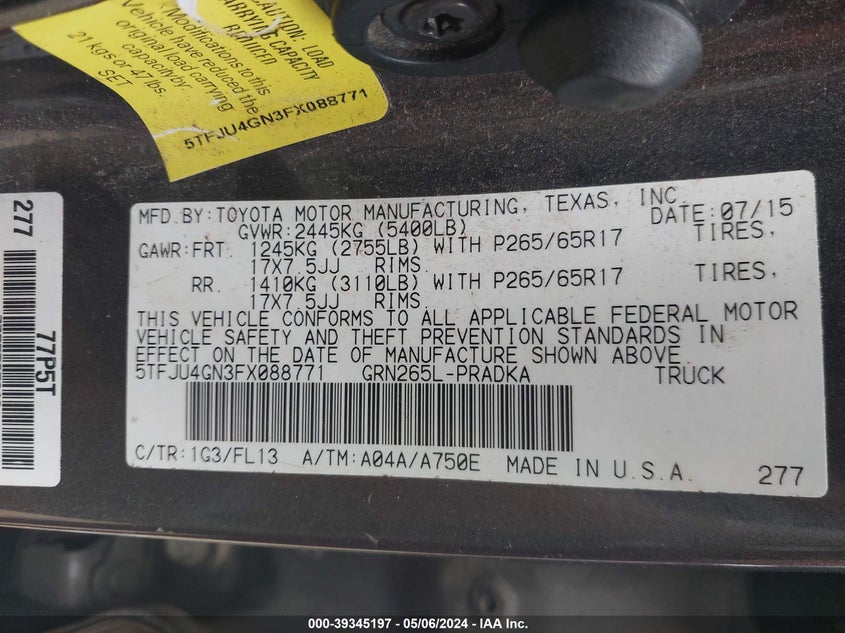 CAUTION: LOAD
CARRYING CAPACITY
REDUCED
Modifications to this
Vehicle have reduced the
original load carrying
capacity by
21 kgs or 47 lbs.
SET
5TFJU4GN3FX088771
277
77P5T
MFD.BY:TOYOTA MOTOR MANUFACTURING, TEXAS, INC.
GVWR:2445KG (5400LB) DATE:07/15
GAWR:FRT. 1245KG (2755LB) WITH P265/65R17 TIRES,
17X7.5JJ RIMS.
RR. 1410KG (3110LB) WITH P265/65R17 TIRES,
17X7.5JJ RIMS.
THIS VEHICLE CONFORMS TO ALL APPLICABLE FEDERAL MOTOR
VEHICLE SAFETY AND THEFT PREVENTION STANDARDS IN
EFFECT ON THE DATE OF MANUFACTURE SHOWN ABOVE.
5TFJU4GN3FX088771 GRN265L-PRADKA TRUCK
C/TR:1G3/FL13 A/TM:A04A/A750E MADE IN U.S.A. 277
000-39345197 - 05/06/2024 - IAA Inc.